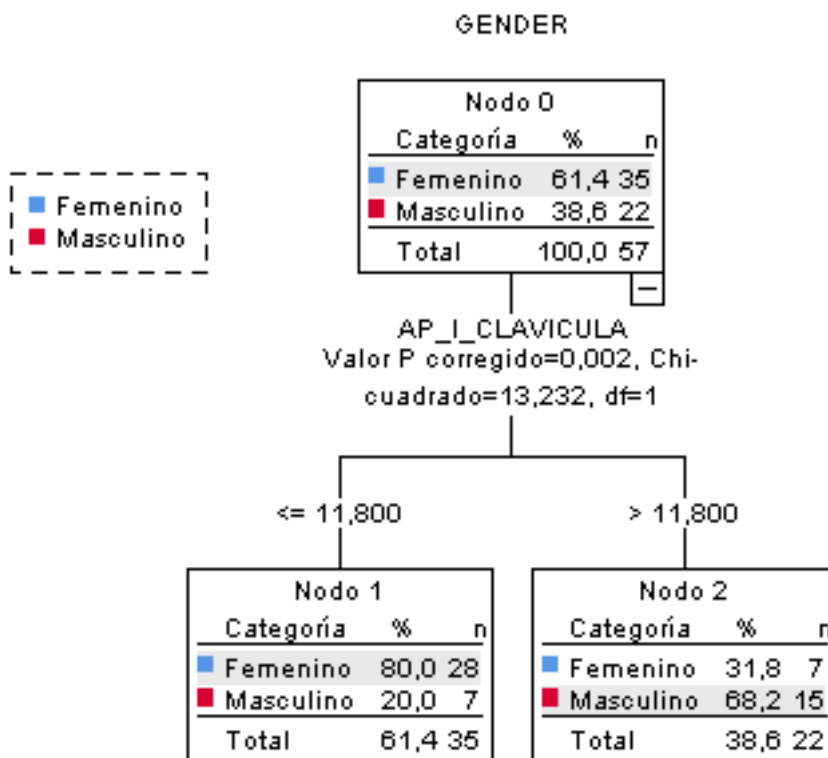 GENDER
Nodo 0
Categoría % n
Femenino 61,4 35
Masculino 38,6 22
Total 100,0 57
Femenino
Masculino
AP_I_CLAVICULA
Valor P corregido=0,002, Chi-
cuadrado=13,232, df=1
<= 11,800
> 11,800
Nodo 1
Categoría % n
Femenino 80,0 28
Masculino 20,0 7
Total 61,4 35
Nodo 2
Categoría % n
Femenino 31,8 7
Masculino 68,2 15
Total 38,6 22